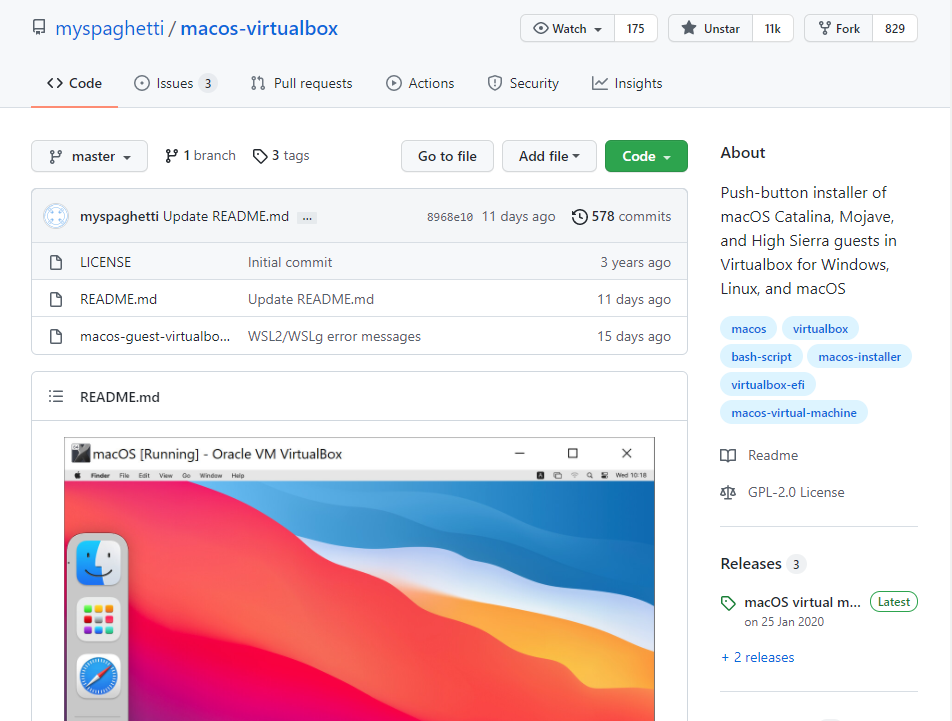 myspaghetti / macos-virtualbox
Watch 175 Unstar 11k Fork 829
Code Issues 3 Pull requests Actions Security Insights
master 1 branch 3 tags Go to file Add file Code
myspaghetti Update README.md ... 8968e10 11 days ago 578 commits
LICENSE Initial commit 3 years ago
README.md Update README.md 11 days ago
macos-guest-virtualbo... WSL2/WSLg error messages 15 days ago
README.md
macOS [Running] - Oracle VM VirtualBox
Finder File Edit View Go Window Help A Wed 10:18
About
Push-button installer of
macOS Catalina, Mojave,
and High Sierra guests in
Virtualbox for Windows,
Linux, and macOS
macos virtualbox
bash-script macos-installer
virtualbox-efi
macos-virtual-machine
Readme
GPL-2.0 License
Releases 3
macOS virtual m... Latest
on 25 Jan 2020
+ 2 releases